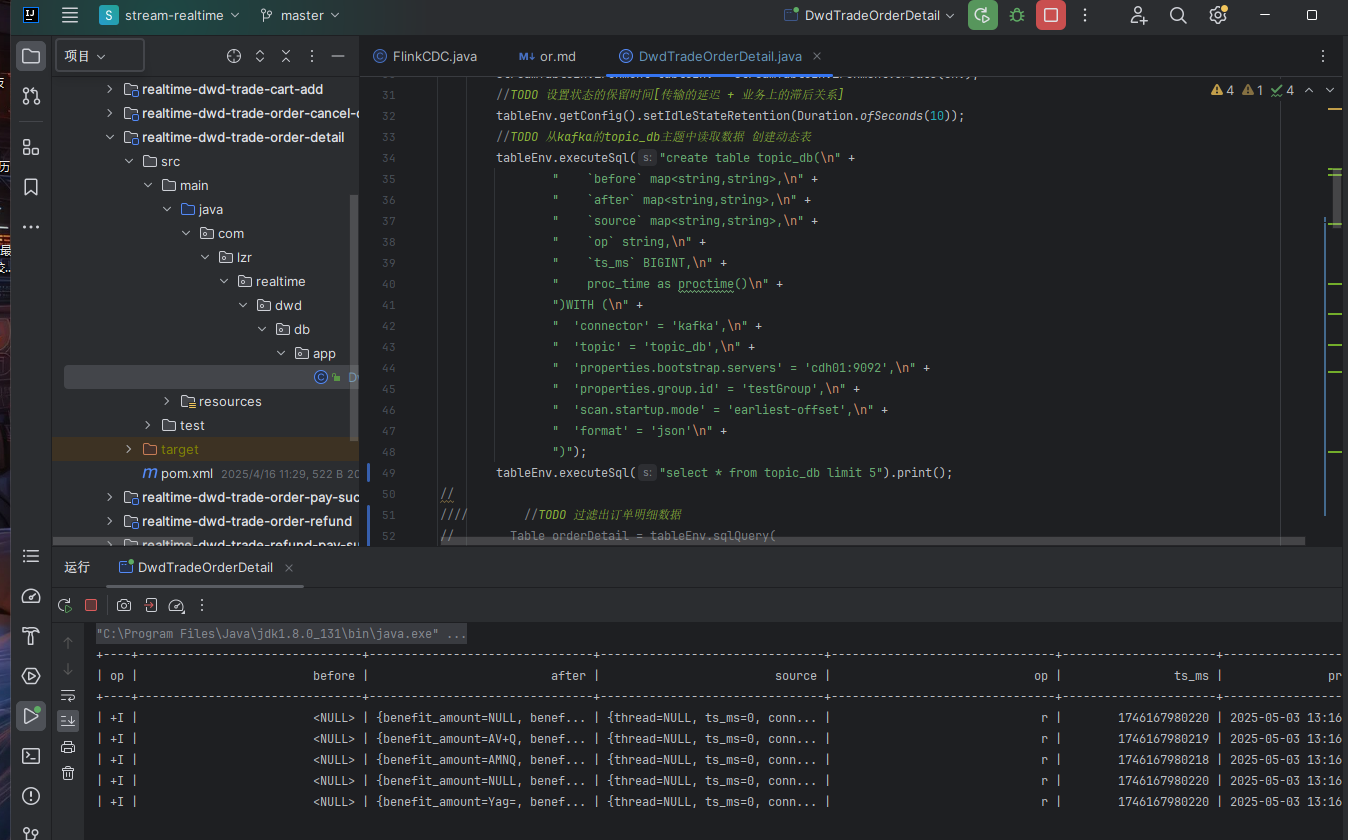 S stream-realtime master DwdTradeOrderDetail
项目
FlinkCDC.java or.md DwdTradeOrderDetail.java
realtime-dwd-trade-cart-add
realtime-dwd-trade-order-cancel-d
realtime-dwd-trade-order-detail
src
main
java
com
lzr
realtime
dwd
db
app
resources
test
target
pom.xml 2025/4/16 11:29, 522 B 20
realtime-dwd-trade-order-pay-suc
realtime-dwd-trade-order-refund
realtime-dwd-trade-refund-pay-su
4 1 4
31 //TODO 设置状态的保留时间[传输的延迟 + 业务上的滞后关系]
32 tableEnv.getConfig().setIdleStateRetention(Duration.ofSeconds(10));
33 //TODO 从kafka的topic_db主题中读取数据 创建动态表
34 tableEnv.executeSql( s: "create table topic_db(\n" +
35 "    `before` map<string,string>,\n" +
36 "    `after` map<string,string>,\n" +
37 "    `source` map<string,string>,\n" +
38 "    `op` string,\n" +
39 "    `ts_ms` BIGINT,\n" +
40 "    proc_time as proctime()\n" +
41 ")WITH (\n" +
42 "  'connector' = 'kafka',\n" +
43 "  'topic' = 'topic_db',\n" +
44 "  'properties.bootstrap.servers' = 'cdh01:9092',\n" +
45 "  'properties.group.id' = 'testGroup',\n" +
46 "  'scan.startup.mode' = 'earliest-offset',\n" +
47 "  'format' = 'json'\n" +
48 ")");
49 tableEnv.executeSql( s: "select * from topic_db limit 5").print();
50 //
51 ////        //TODO 过滤出订单明细数据
52 //        Table orderDetail = tableEnv.sqlQuery(
运行 DwdTradeOrderDetail
"C:\Program Files\Java\jdk1.8.0_131\bin\java.exe" ...
| op | before | after | source | op | ts_ms | pr
| +I | <NULL> | {benefit_amount=NULL, benef... | {thread=NULL, ts_ms=0, conn... | r | 1746167980220 | 2025-05-03 13:16
| +I | <NULL> | {benefit_amount=AV+Q, benef... | {thread=NULL, ts_ms=0, conn... | r | 1746167980219 | 2025-05-03 13:16
| +I | <NULL> | {benefit_amount=AMNQ, benef... | {thread=NULL, ts_ms=0, conn... | r | 1746167980218 | 2025-05-03 13:16
| +I | <NULL> | {benefit_amount=NULL, benef... | {thread=NULL, ts_ms=0, conn... | r | 1746167980220 | 2025-05-03 13:16
| +I | <NULL> | {benefit_amount=Yag=, benef... | {thread=NULL, ts_ms=0, conn... | r | 1746167980220 | 2025-05-03 13:16